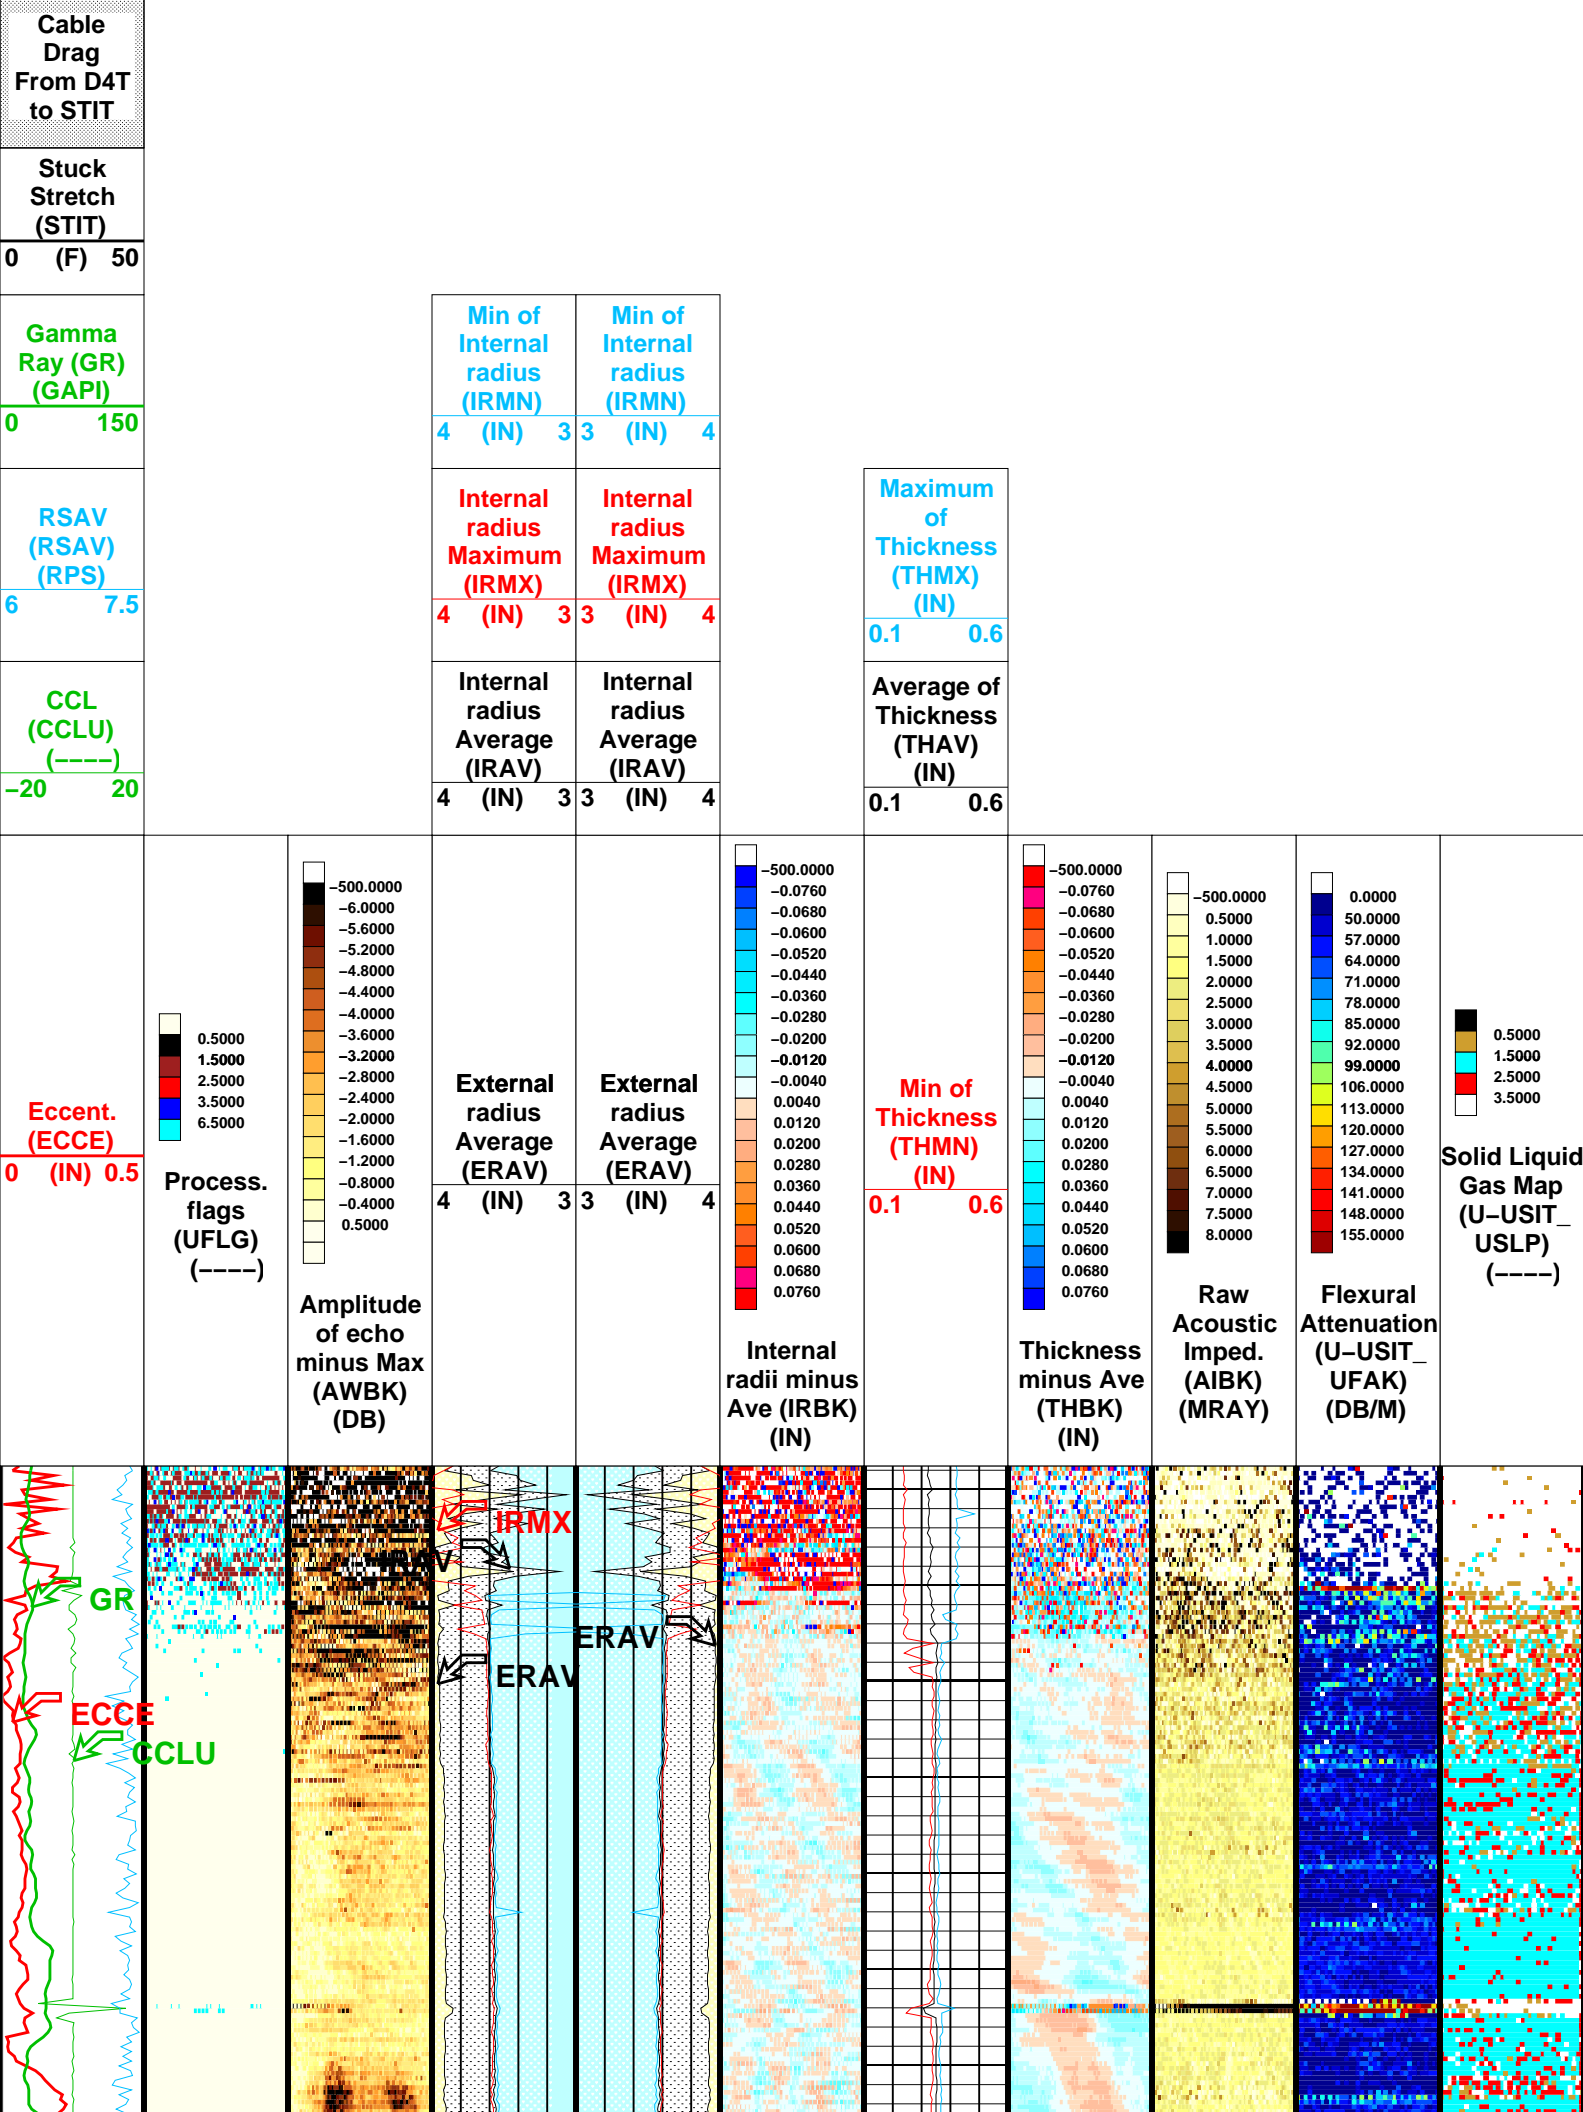 Cable
Drag
From D4T
to STIT
Stuck
Stretch
(STIT)
0 (F) 50
Gamma
Ray (GR)
(GAPI)
0 150
RSAV
(RSAV)
(RPS)
6 7.5
CCL
(CCLU)
(−−−−)
−20 20
Eccent.
(ECCE)
0 (IN) 0.5
0.5000
1.5000
2.5000
3.5000
6.5000
Process.
flags
(UFLG)
(−−−−)
−500.0000
−6.0000
−5.6000
−5.2000
−4.8000
−4.4000
−4.0000
−3.6000
−3.2000
−2.8000
−2.4000
−2.0000
−1.6000
−1.2000
−0.8000
−0.4000
0.5000
Amplitude
of echo
minus Max
(AWBK)
(DB)
Min of
Internal
radius
(IRMN)
4 (IN) 3
Internal
radius
Maximum
(IRMX)
4 (IN) 3
Internal
radius
Average
(IRAV)
4 (IN) 3
External
radius
Average
(ERAV)
4 (IN) 3
Min of
Internal
radius
(IRMN)
3 (IN) 4
Internal
radius
Maximum
(IRMX)
3 (IN) 4
Internal
radius
Average
(IRAV)
3 (IN) 4
External
radius
Average
(ERAV)
3 (IN) 4
−500.0000
−0.0760
−0.0680
−0.0600
−0.0520
−0.0440
−0.0360
−0.0280
−0.0200
−0.0120
−0.0040
0.0040
0.0120
0.0200
0.0280
0.0360
0.0440
0.0520
0.0600
0.0680
0.0760
Internal
radii minus
Ave (IRBK)
(IN)
Maximum
of
Thickness
(THMX)
(IN)
0.1 0.6
Average of
Thickness
(THAV)
(IN)
0.1 0.6
Min of
Thickness
(THMN)
(IN)
0.1 0.6
−500.0000
−0.0760
−0.0680
−0.0600
−0.0520
−0.0440
−0.0360
−0.0280
−0.0200
−0.0120
−0.0040
0.0040
0.0120
0.0200
0.0280
0.0360
0.0440
0.0520
0.0600
0.0680
0.0760
Thickness
minus Ave
(THBK)
(IN)
−500.0000
0.5000
1.0000
1.5000
2.0000
2.5000
3.0000
3.5000
4.0000
4.5000
5.0000
5.5000
6.0000
6.5000
7.0000
7.5000
8.0000
Raw
Acoustic
Imped.
(AIBK)
(MRAY)
0.0000
50.0000
57.0000
64.0000
71.0000
78.0000
85.0000
92.0000
99.0000
106.0000
113.0000
120.0000
127.0000
134.0000
141.0000
148.0000
155.0000
Flexural
Attenuation
(U−USIT_
UFAK)
(DB/M)
0.5000
1.5000
2.5000
3.5000
Solid Liquid
Gas Map
(U−USIT_
USLP)
(−−−−)
IRMX
IRAV
GR
ERAV
ERAV
ECCE
CCLU